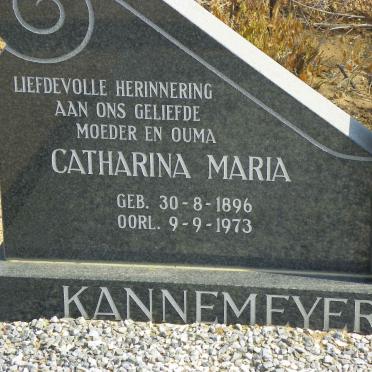 LIEFDEVOLLE HERINNERING
AAN ONS GELIEFDE
MOEDER EN OUMA
CATHARINA MARIA
GEB. 30-8-1896
OORL. 9-9-1973
KANNEMEYER